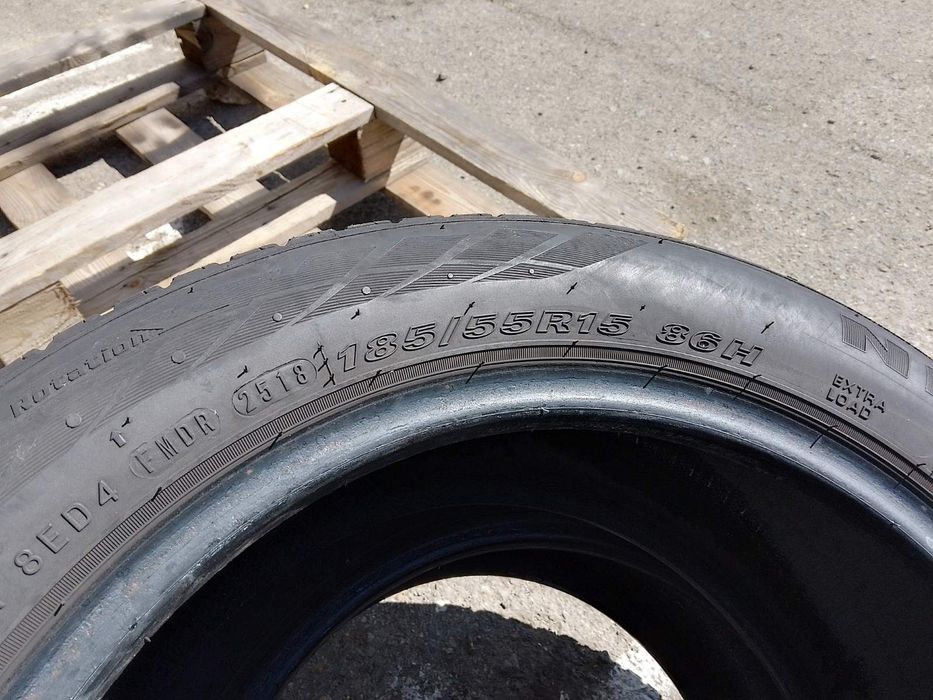 Rotation
8ED4 FMDR 2518 185/55R15 86H
EXTRA
LOAD